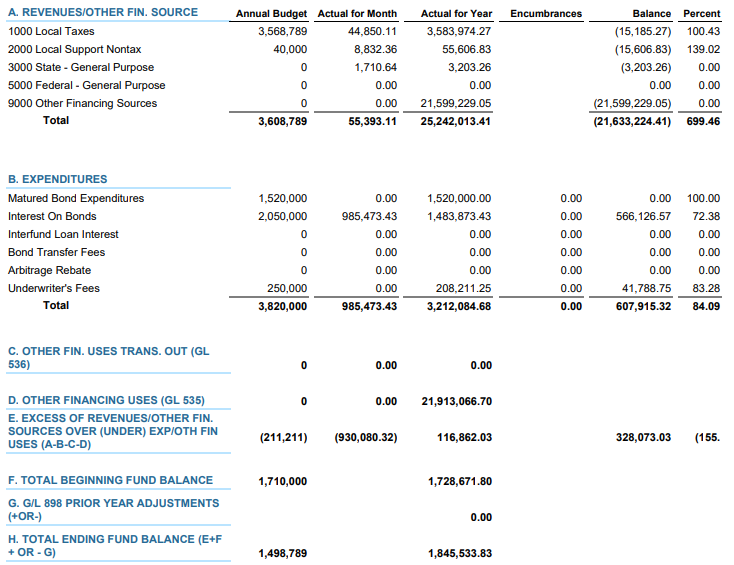 A. REVENUES/OTHER FIN. SOURCE Annual Budget Actual for Month Actual for Year Encumbrances Balance Percent
1000 Local Taxes 3,568,789 44,850.11 3,583,974.27 (15,185.27) 100.43
2000 Local Support Nontax 40,000 8,832.36 55,606.83 (15,606.83) 139.02
3000 State - General Purpose 0 1,710.64 3,203.26 (3,203.26) 0.00
5000 Federal - General Purpose 0 0.00 0.00 0.00 0.00
9000 Other Financing Sources 0 0.00 21,599,229.05 (21,599,229.05) 0.00
Total 3,608,789 55,393.11 25,242,013.41 (21,633,224.41) 699.46
B. EXPENDITURES
Matured Bond Expenditures 1,520,000 0.00 1,520,000.00 0.00 0.00 100.00
Interest On Bonds 2,050,000 985,473.43 1,483,873.43 0.00 566,126.57 72.38
Interfund Loan Interest 0 0.00 0.00 0.00 0.00 0.00
Bond Transfer Fees 0 0.00 0.00 0.00 0.00 0.00
Arbitrage Rebate 0 0.00 0.00 0.00 0.00 0.00
Underwriter's Fees 250,000 0.00 208,211.25 0.00 41,788.75 83.28
Total 3,820,000 985,473.43 3,212,084.68 0.00 607,915.32 84.09
C. OTHER FIN. USES TRANS. OUT (GL
536) 0 0.00 0.00
D. OTHER FINANCING USES (GL 535) 0 0.00 21,913,066.70
E. EXCESS OF REVENUES/OTHER FIN.
SOURCES OVER (UNDER) EXP/OTH FIN
USES (A-B-C-D) (211,211) (930,080.32) 116,862.03 328,073.03 (155.
F. TOTAL BEGINNING FUND BALANCE 1,710,000 1,728,671.80
G. G/L 898 PRIOR YEAR ADJUSTMENTS
(+OR-) 0.00
H. TOTAL ENDING FUND BALANCE (E+F
+ OR - G) 1,498,789 1,845,533.83